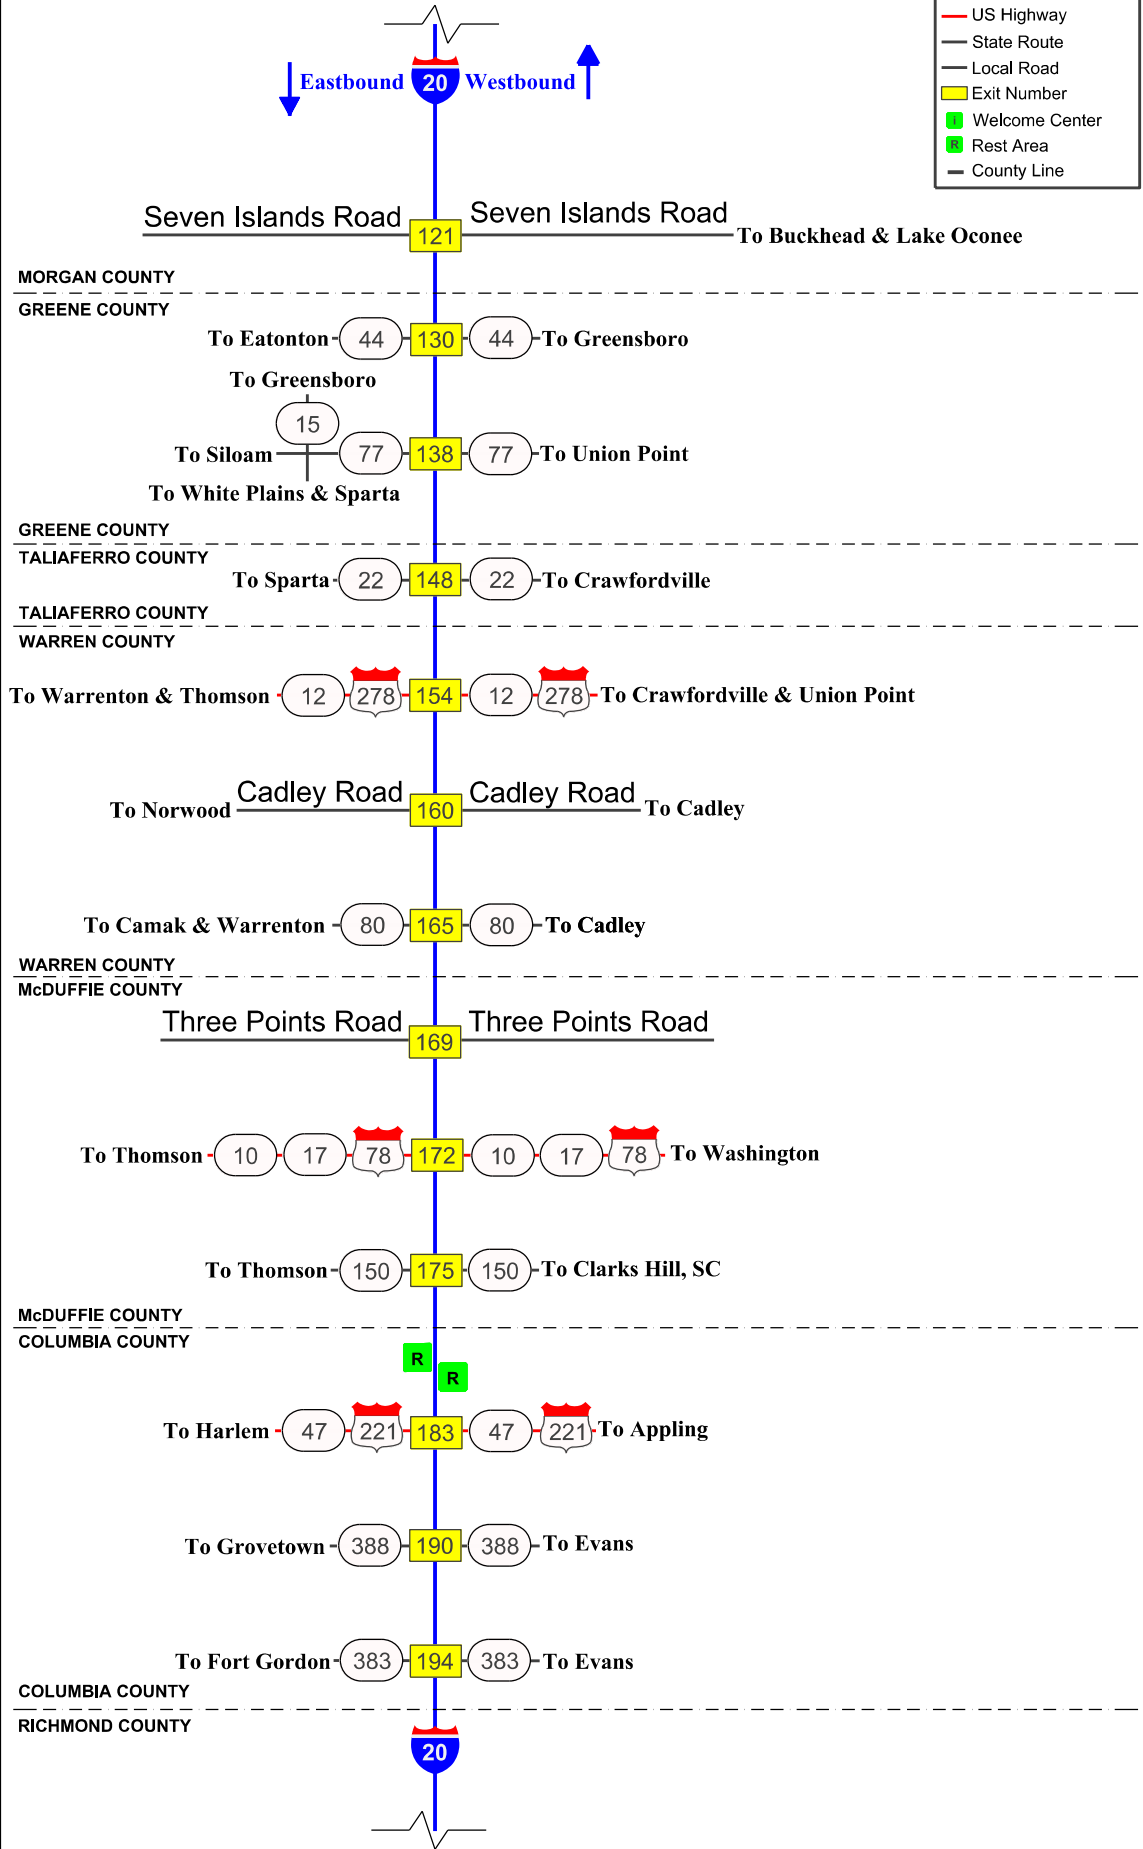 US Highway
State Route
Local Road
Exit Number
i Welcome Center
R Rest Area
County Line
Eastbound 20 Westbound
Seven Islands Road 121 Seven Islands Road To Buckhead & Lake Oconee
MORGAN COUNTY
GREENE COUNTY
To Eatonton 44 130 44 To Greensboro
To Greensboro
15
To Siloam 77 138 77 To Union Point
To White Plains & Sparta
GREENE COUNTY
TALIAFERRO COUNTY
To Sparta 22 148 22 To Crawfordville
TALIAFERRO COUNTY
WARREN COUNTY
To Warrenton & Thomson 12 278 154 12 278 To Crawfordville & Union Point
To Norwood Cadley Road 160 Cadley Road To Cadley
To Camak & Warrenton 80 165 80 To Cadley
WARREN COUNTY
McDUFFIE COUNTY
Three Points Road 169 Three Points Road
To Thomson 10 17 78 172 10 17 78 To Washington
To Thomson 150 175 150 To Clarks Hill, SC
McDUFFIE COUNTY
COLUMBIA COUNTY
R
R
To Harlem 47 221 183 47 221 To Appling
To Grovetown 388 190 388 To Evans
To Fort Gordon 383 194 383 To Evans
COLUMBIA COUNTY
RICHMOND COUNTY
20